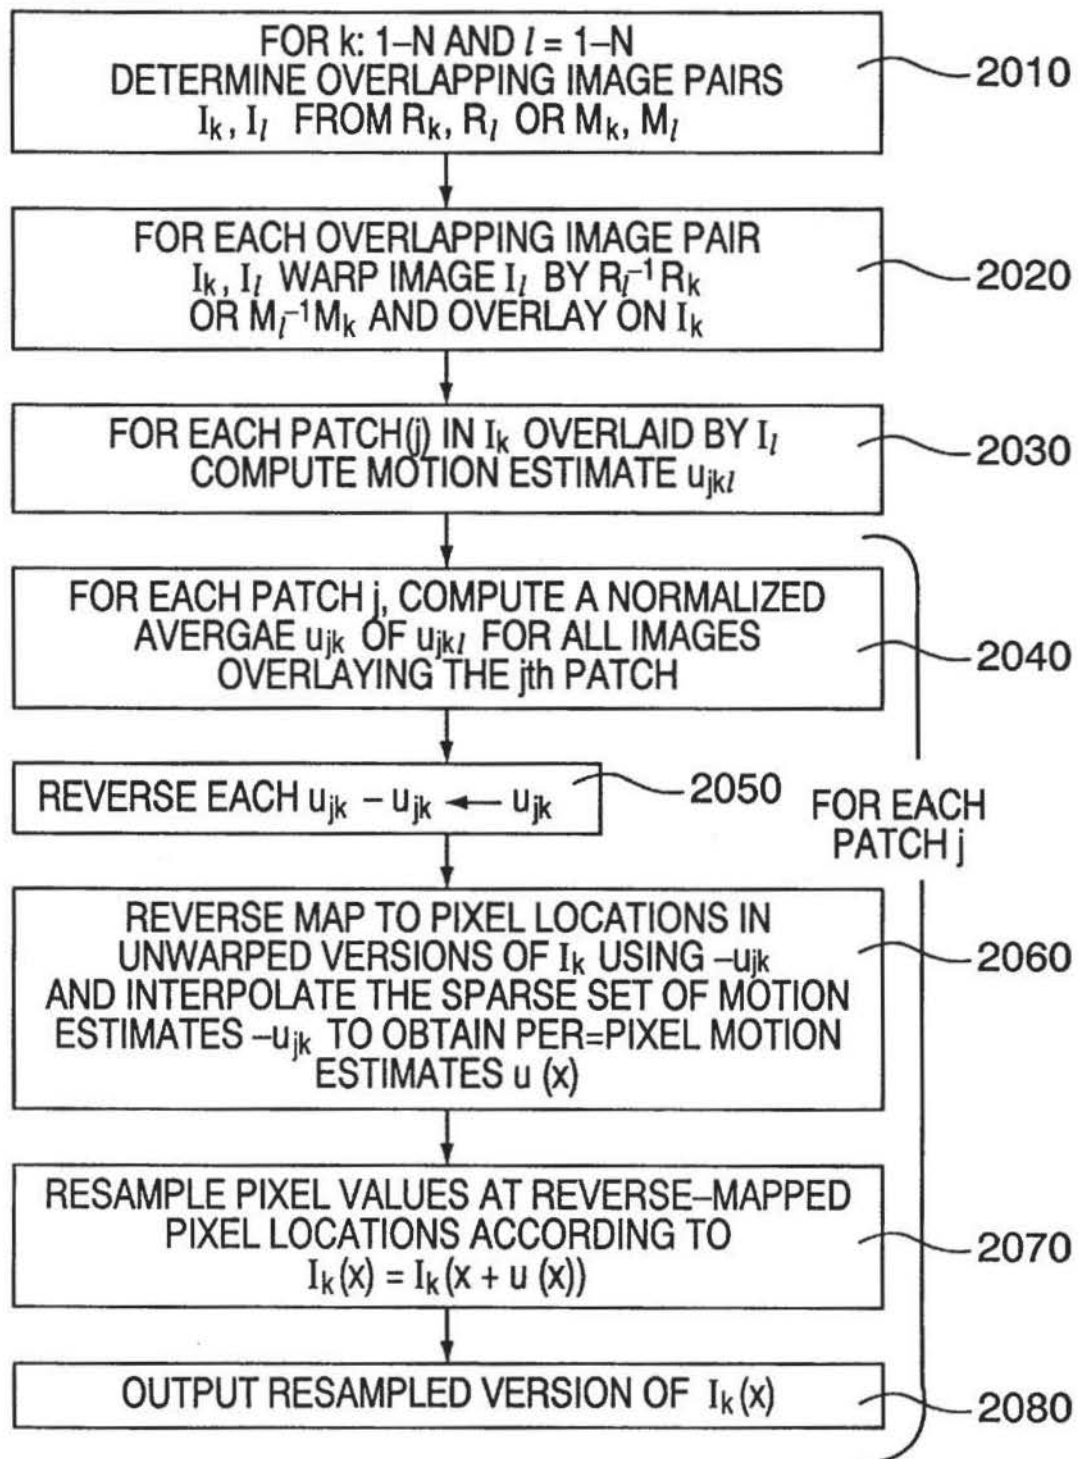 FOR k: 1–N AND l = 1–N
DETERMINE OVERLAPPING IMAGE PAIRS
Ik, Il FROM Rk, Rl OR Mk, Ml
2010
FOR EACH OVERLAPPING IMAGE PAIR
Ik, Il WARP IMAGE Il BY Rl–1Rk
OR Ml–1Mk AND OVERLAY ON Ik
2020
FOR EACH PATCH(j) IN Ik OVERLAID BY Il
COMPUTE MOTION ESTIMATE ujkl
2030
FOR EACH PATCH j, COMPUTE A NORMALIZED
AVERGAE ujk OF ujkl FOR ALL IMAGES
OVERLAYING THE jth PATCH
2040
REVERSE EACH ujk – ujk ← ujk
2050
FOR EACH
PATCH j
REVERSE MAP TO PIXEL LOCATIONS IN
UNWARPED VERSIONS OF Ik USING –ujk
AND INTERPOLATE THE SPARSE SET OF MOTION
ESTIMATES –ujk TO OBTAIN PER=PIXEL MOTION
ESTIMATES u (x)
2060
RESAMPLE PIXEL VALUES AT REVERSE–MAPPED
PIXEL LOCATIONS ACCORDING TO
Ik (x) = Ik (x + u (x))
2070
OUTPUT RESAMPLED VERSION OF Ik (x)
2080